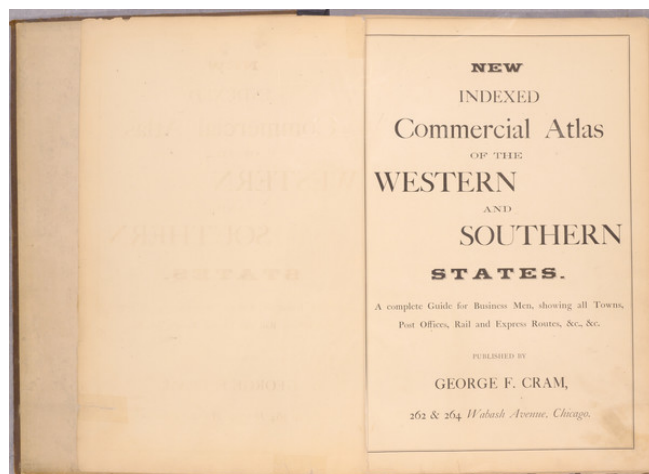 NEW
INDEXED
Commercial Atlas
OF THE
WESTERN
AND
SOUTHERN
STATES.
A complete Guide for Business Men, showing all Towns,
Post Offices, Rail and Express Routes, &c., &c.
PUBLISHED BY
GEORGE F. CRAM,
262 & 264 Wabash Avenue, Chicago.